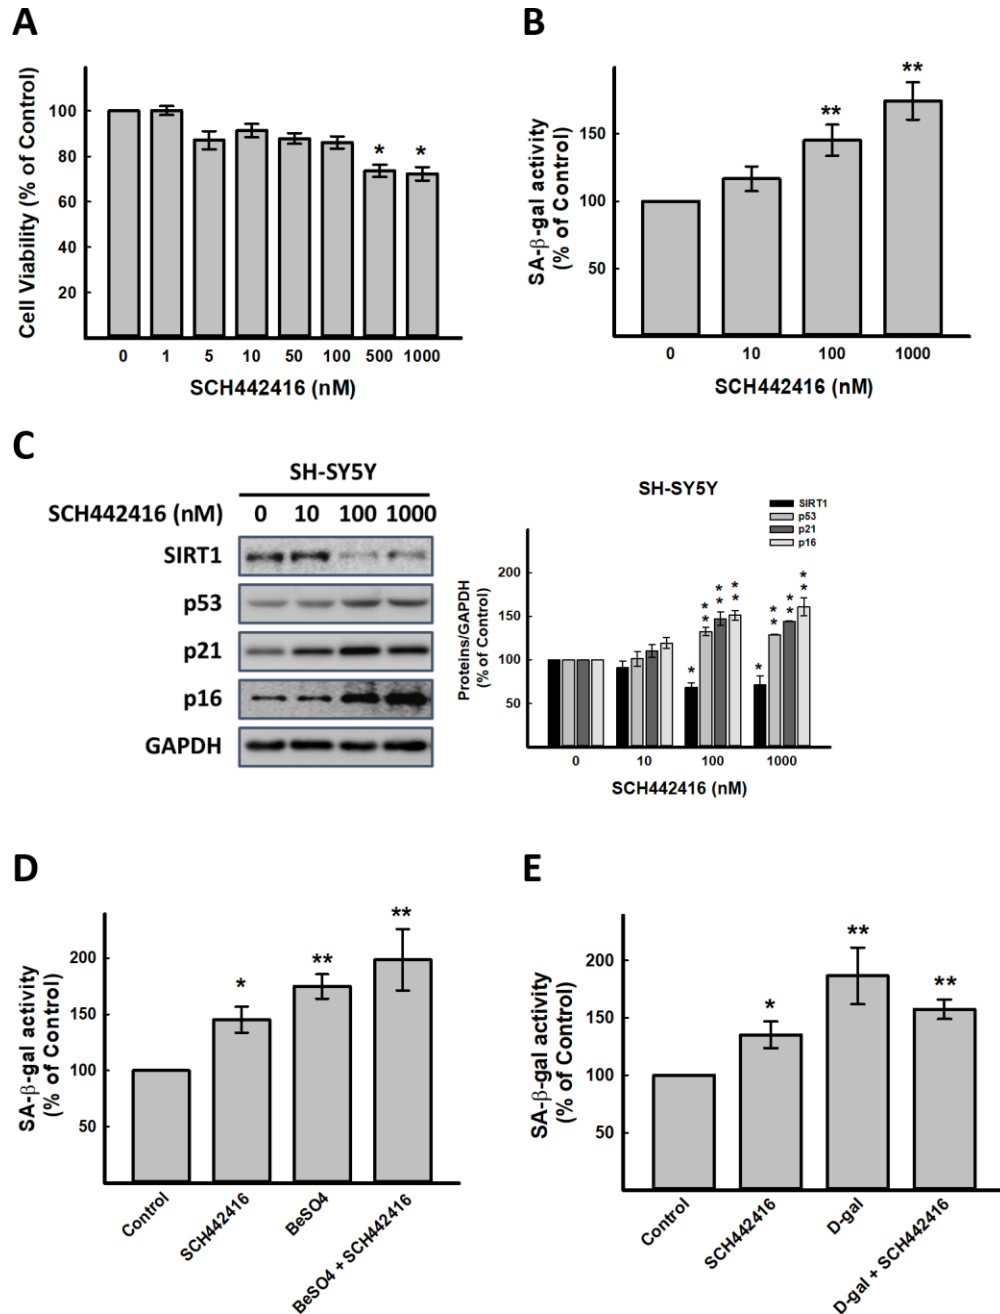 A
Cell Viability (% of Control)
100
80
60
40
20
* *
0 1 5 10 50 100 500 1000
SCH442416 (nM)
B
SA-β-gal activity
(% of Control)
150
100
50
** **
0 10 100 1000
SCH442416 (nM)
C
SH-SY5Y
SCH442416 (nM) 0 10 100 1000
SIRT1
p53
p21
p16
GAPDH
SH-SY5Y
SIRT1
p53
p21
p16
Proteins/GAPDH
(% of Control)
200
150
100
50
* ** ** **
* ** ** **
0 10 100 1000
SCH442416 (nM)
D
SA-β-gal activity
(% of Control)
200
150
100
50
* ** **
Control
SCH442416
BeSO4
BeSO4 + SCH442416
E
SA-β-gal activity
(% of Control)
200
150
100
50
* ** **
Control
SCH442416
D-gal
D-gal + SCH442416